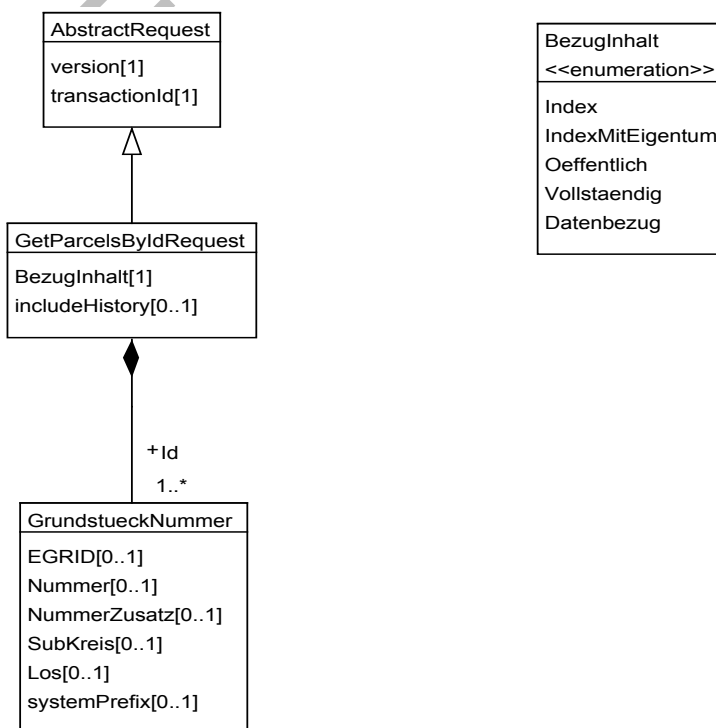 AbstractRequest
version[1]
transactionId[1]
GetParcelsByIdRequest
BezugInhalt[1]
includeHistory[0..1]
+Id
1..*
GrundstueckNummer
EGRID[0..1]
Nummer[0..1]
NummerZusatz[0..1]
SubKreis[0..1]
Los[0..1]
systemPrefix[0..1]
BezugInhalt
<<enumeration>>
Index
IndexMitEigentum
Oeffentlich
Vollstaendig
Datenbezug